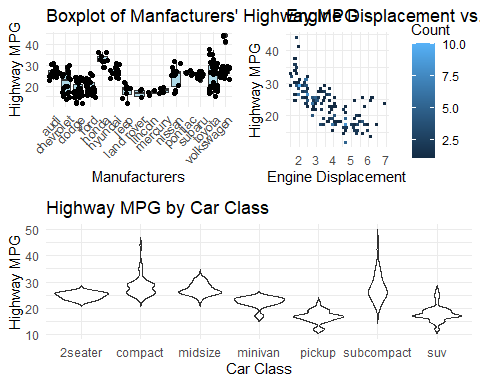 Boxplot of Manfacturers' Highway MPG
Engine Displacement vs.
Highway MPG
40
30
20
audi
chevrolet
dodge
ford
honda
hyundai
jeep
land rover
lincoln
mercury
nissan
pontiac
subaru
toyota
volkswagen
Manufacturers
Highway MPG
40
30
20
2 3 4 5 6 7
Engine Displacement
Count
10.0
7.5
5.0
2.5
Highway MPG by Car Class
Highway MPG
50
40
30
20
10
2seater compact midsize minivan pickup subcompact suv
Car Class